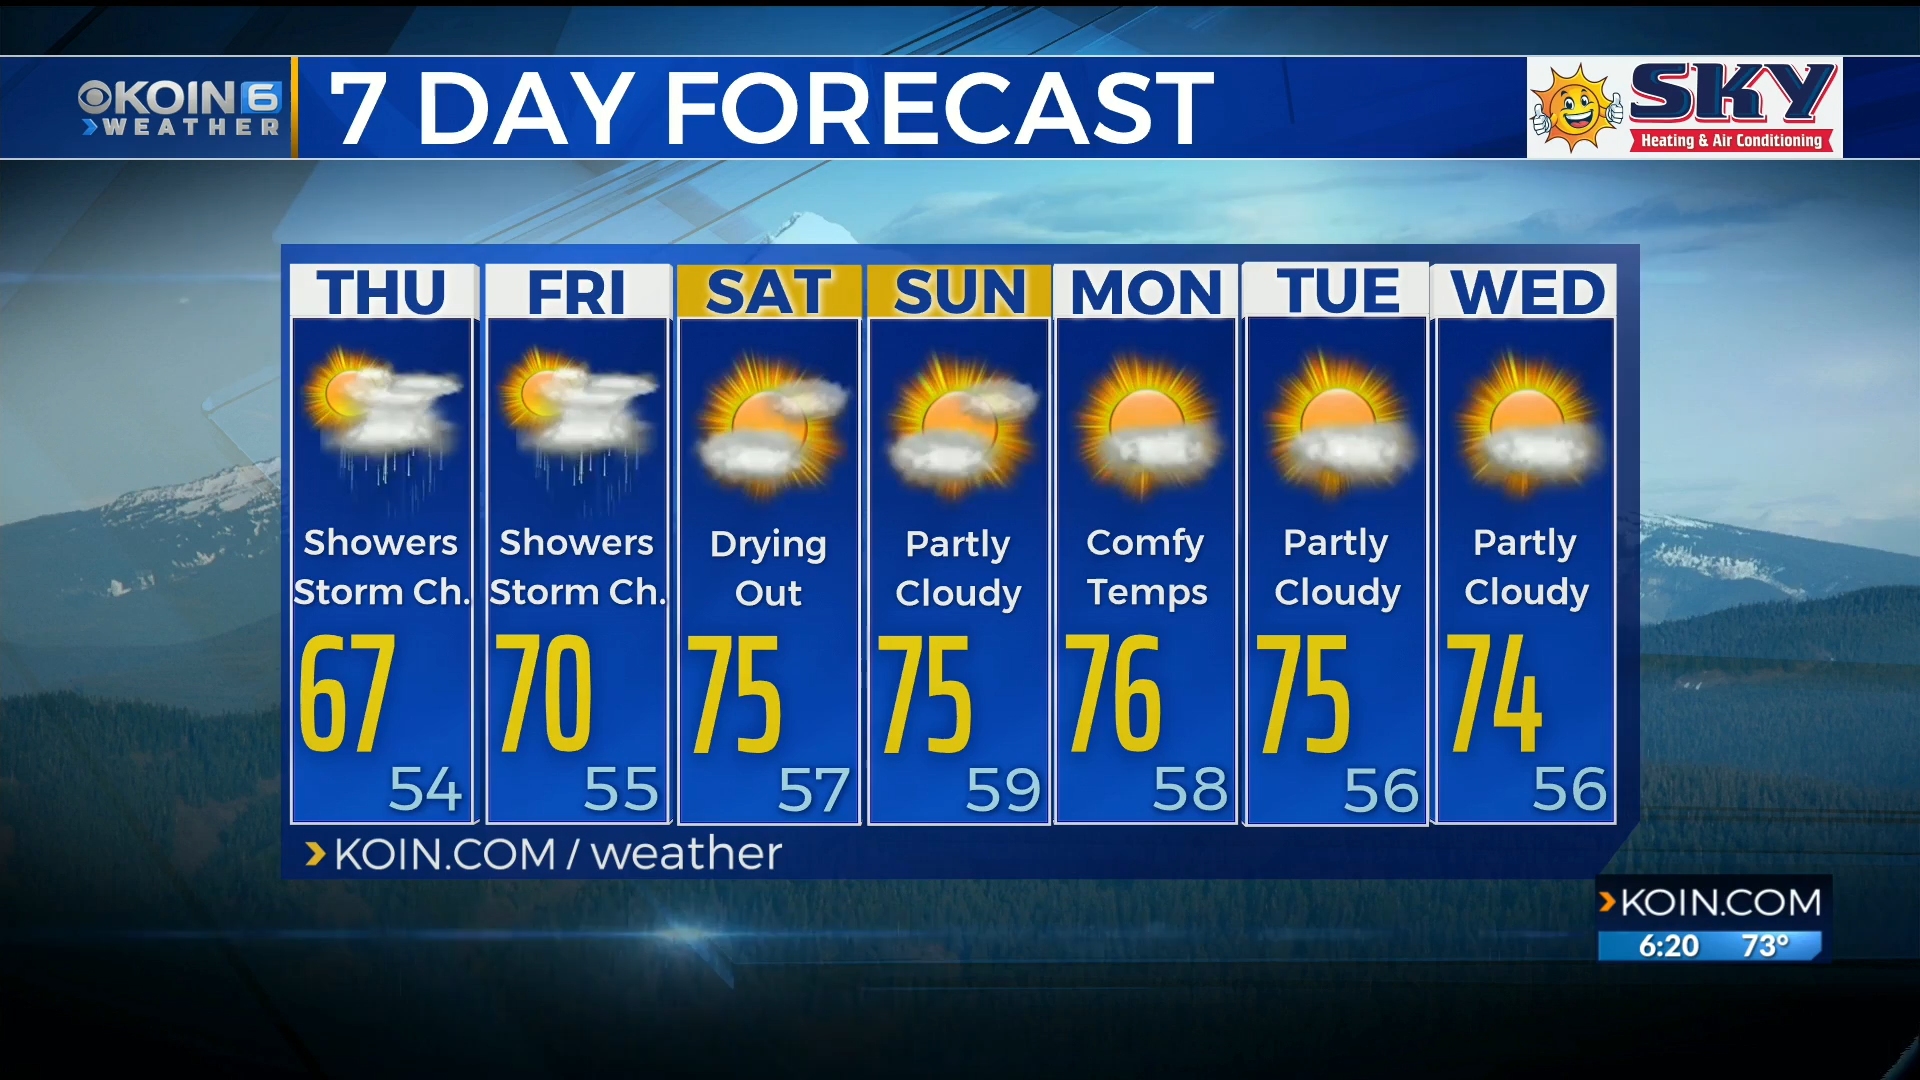 KOIN 6
WEATHER
7 DAY FORECAST
SKY
Heating & Air Conditioning
THU
Showers
Storm Ch.
67
54
FRI
Showers
Storm Ch.
70
55
SAT
Drying
Out
75
57
SUN
Partly
Cloudy
75
59
MON
Comfy
Temps
76
58
TUE
Partly
Cloudy
75
56
WED
Partly
Cloudy
74
56
KOIN.COM / weather
KOIN.COM
6:20 73°